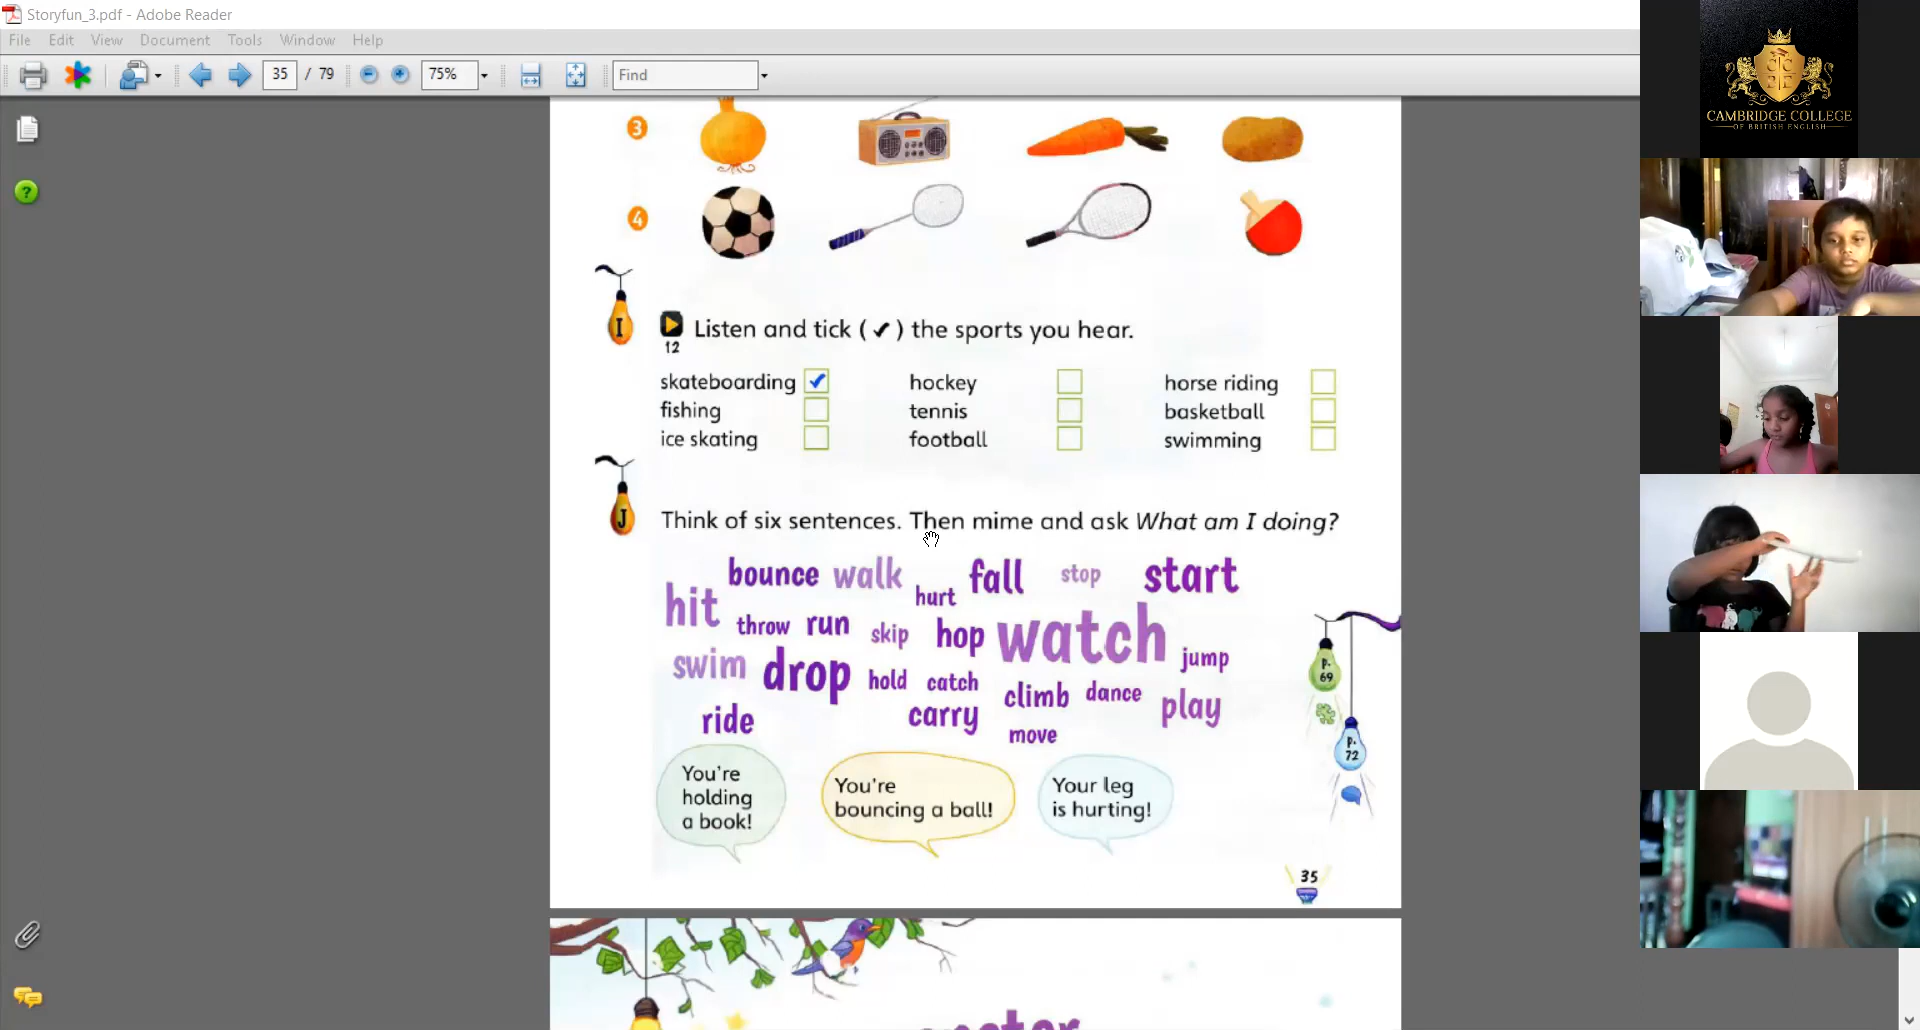 Storyfun_3.pdf - Adobe Reader
File Edit View Document Tools Window Help
35 / 79 75% Find
3
4
I
12
Listen and tick ( ✔ ) the sports you hear.
skateboarding ✔ hockey horse riding
fishing tennis basketball
ice skating football swimming
J
Think of six sentences. Then mime and ask What am I doing?
bounce walk hurt fall stop start
hit throw run skip hop watch jump
swim drop hold catch climb dance play
ride carry move
p.
69
p.
72
You're
holding
a book!
You're
bouncing a ball!
Your leg
is hurting!
35
CAMBRIDGE COLLEGE
OF BRITISH ENGLISH